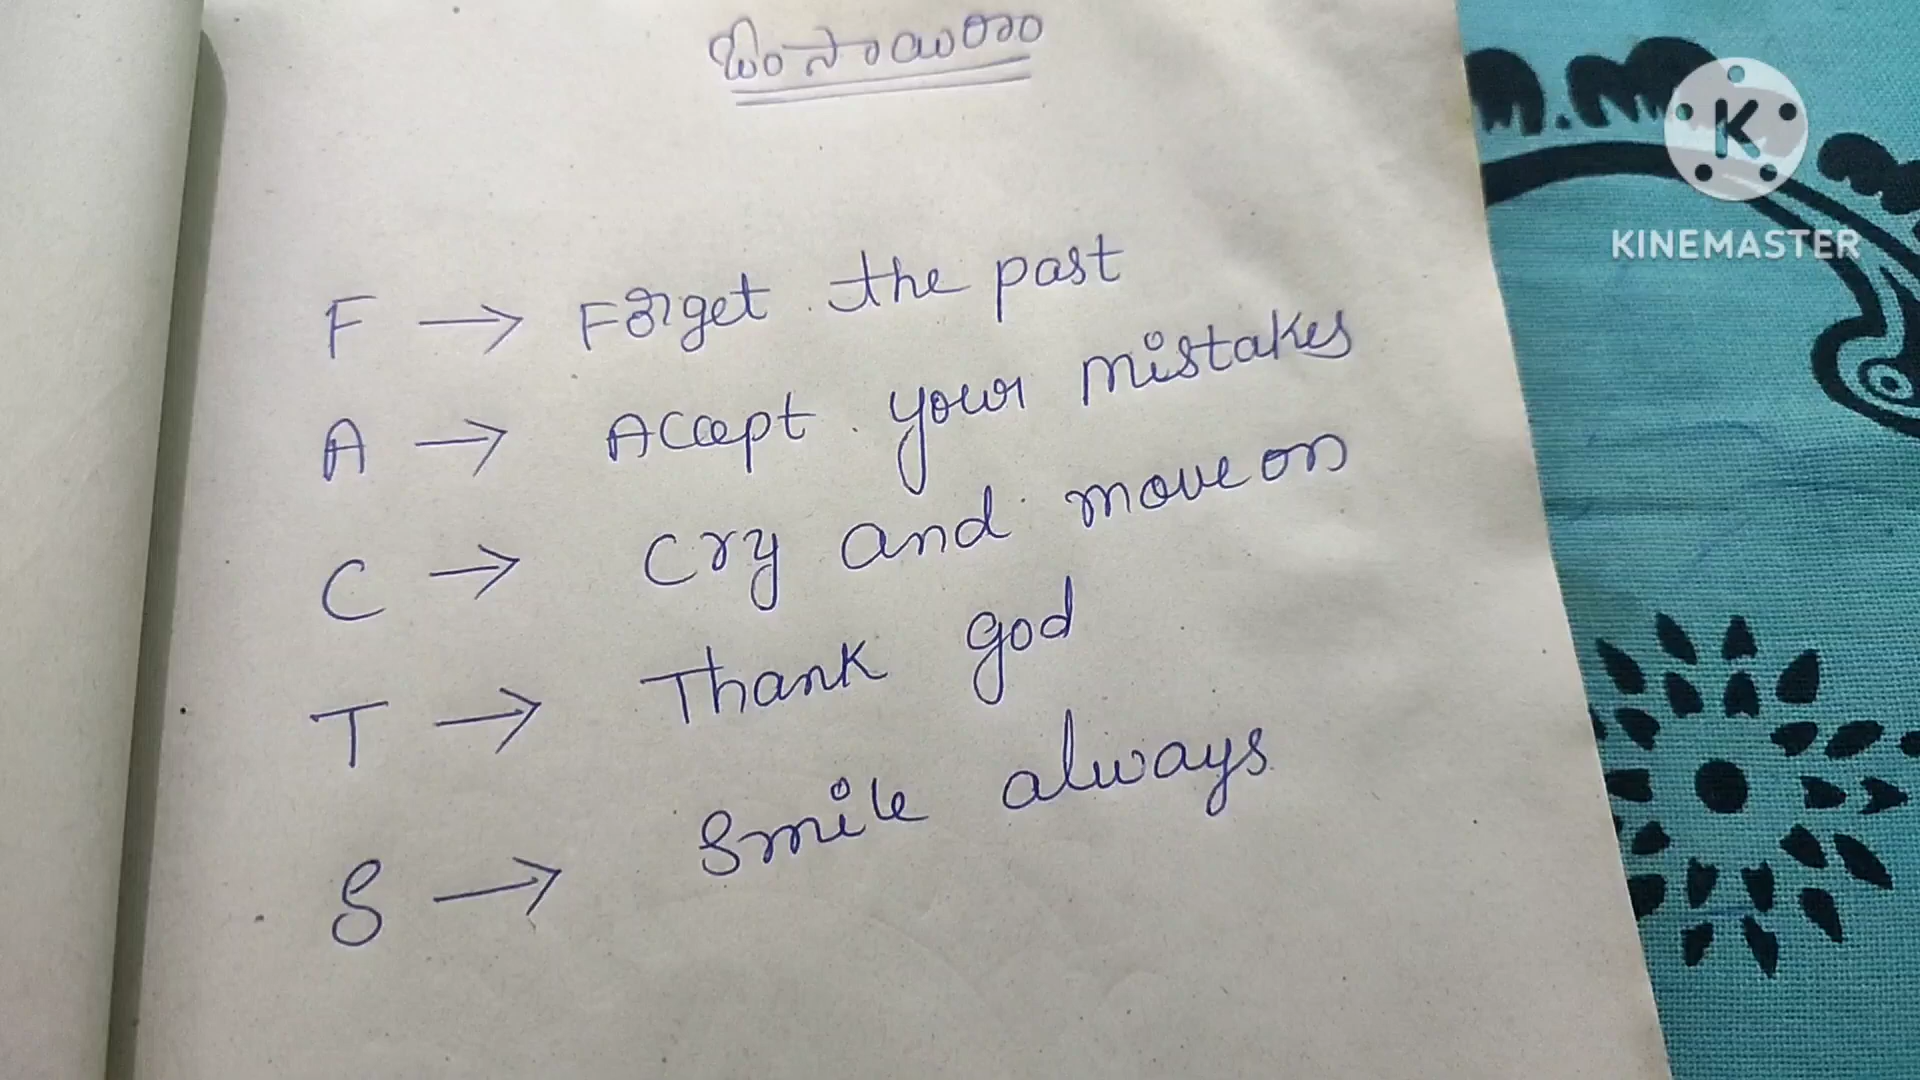 ఓం సాయిరాం
F → Forget the past
A → Accept your mistakes
C → Cry and move on
T → Thank god
S → Smile always
K
KINEMASTER